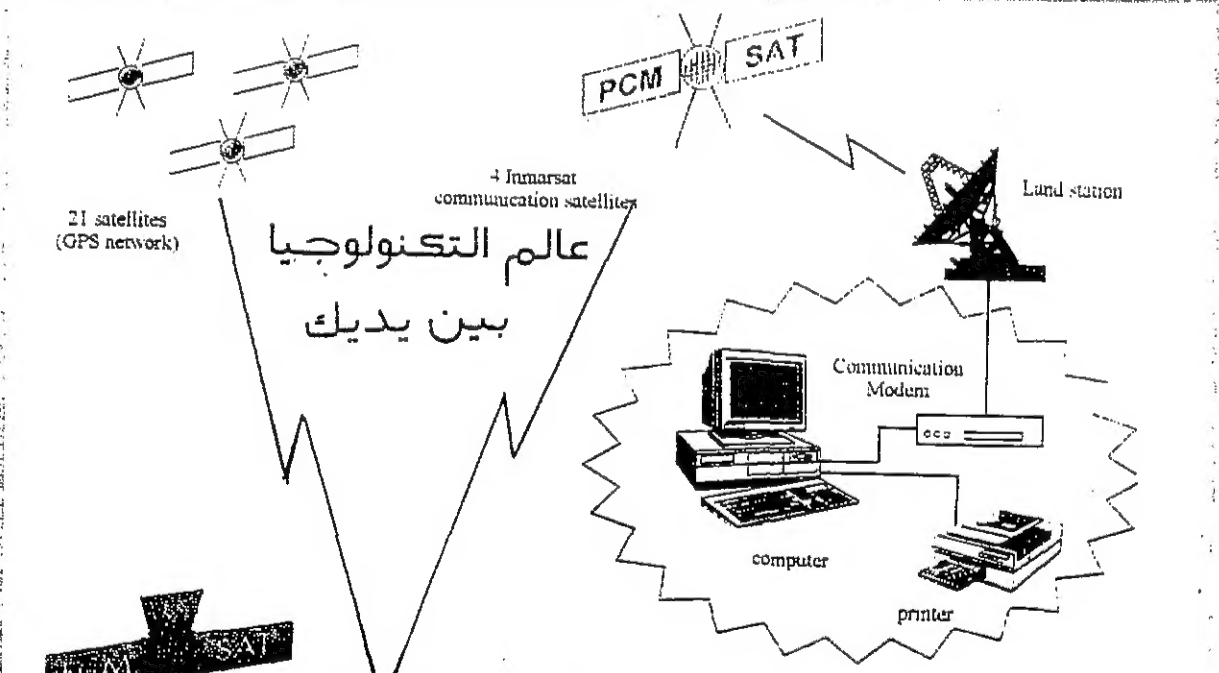 PCM SAT
4 Inmarsat
communication satellites
21 satellites
(GPS network)
Land station
عالم التكنولوجيا
بين يديك
Communication
Modem
computer
printer
SAT